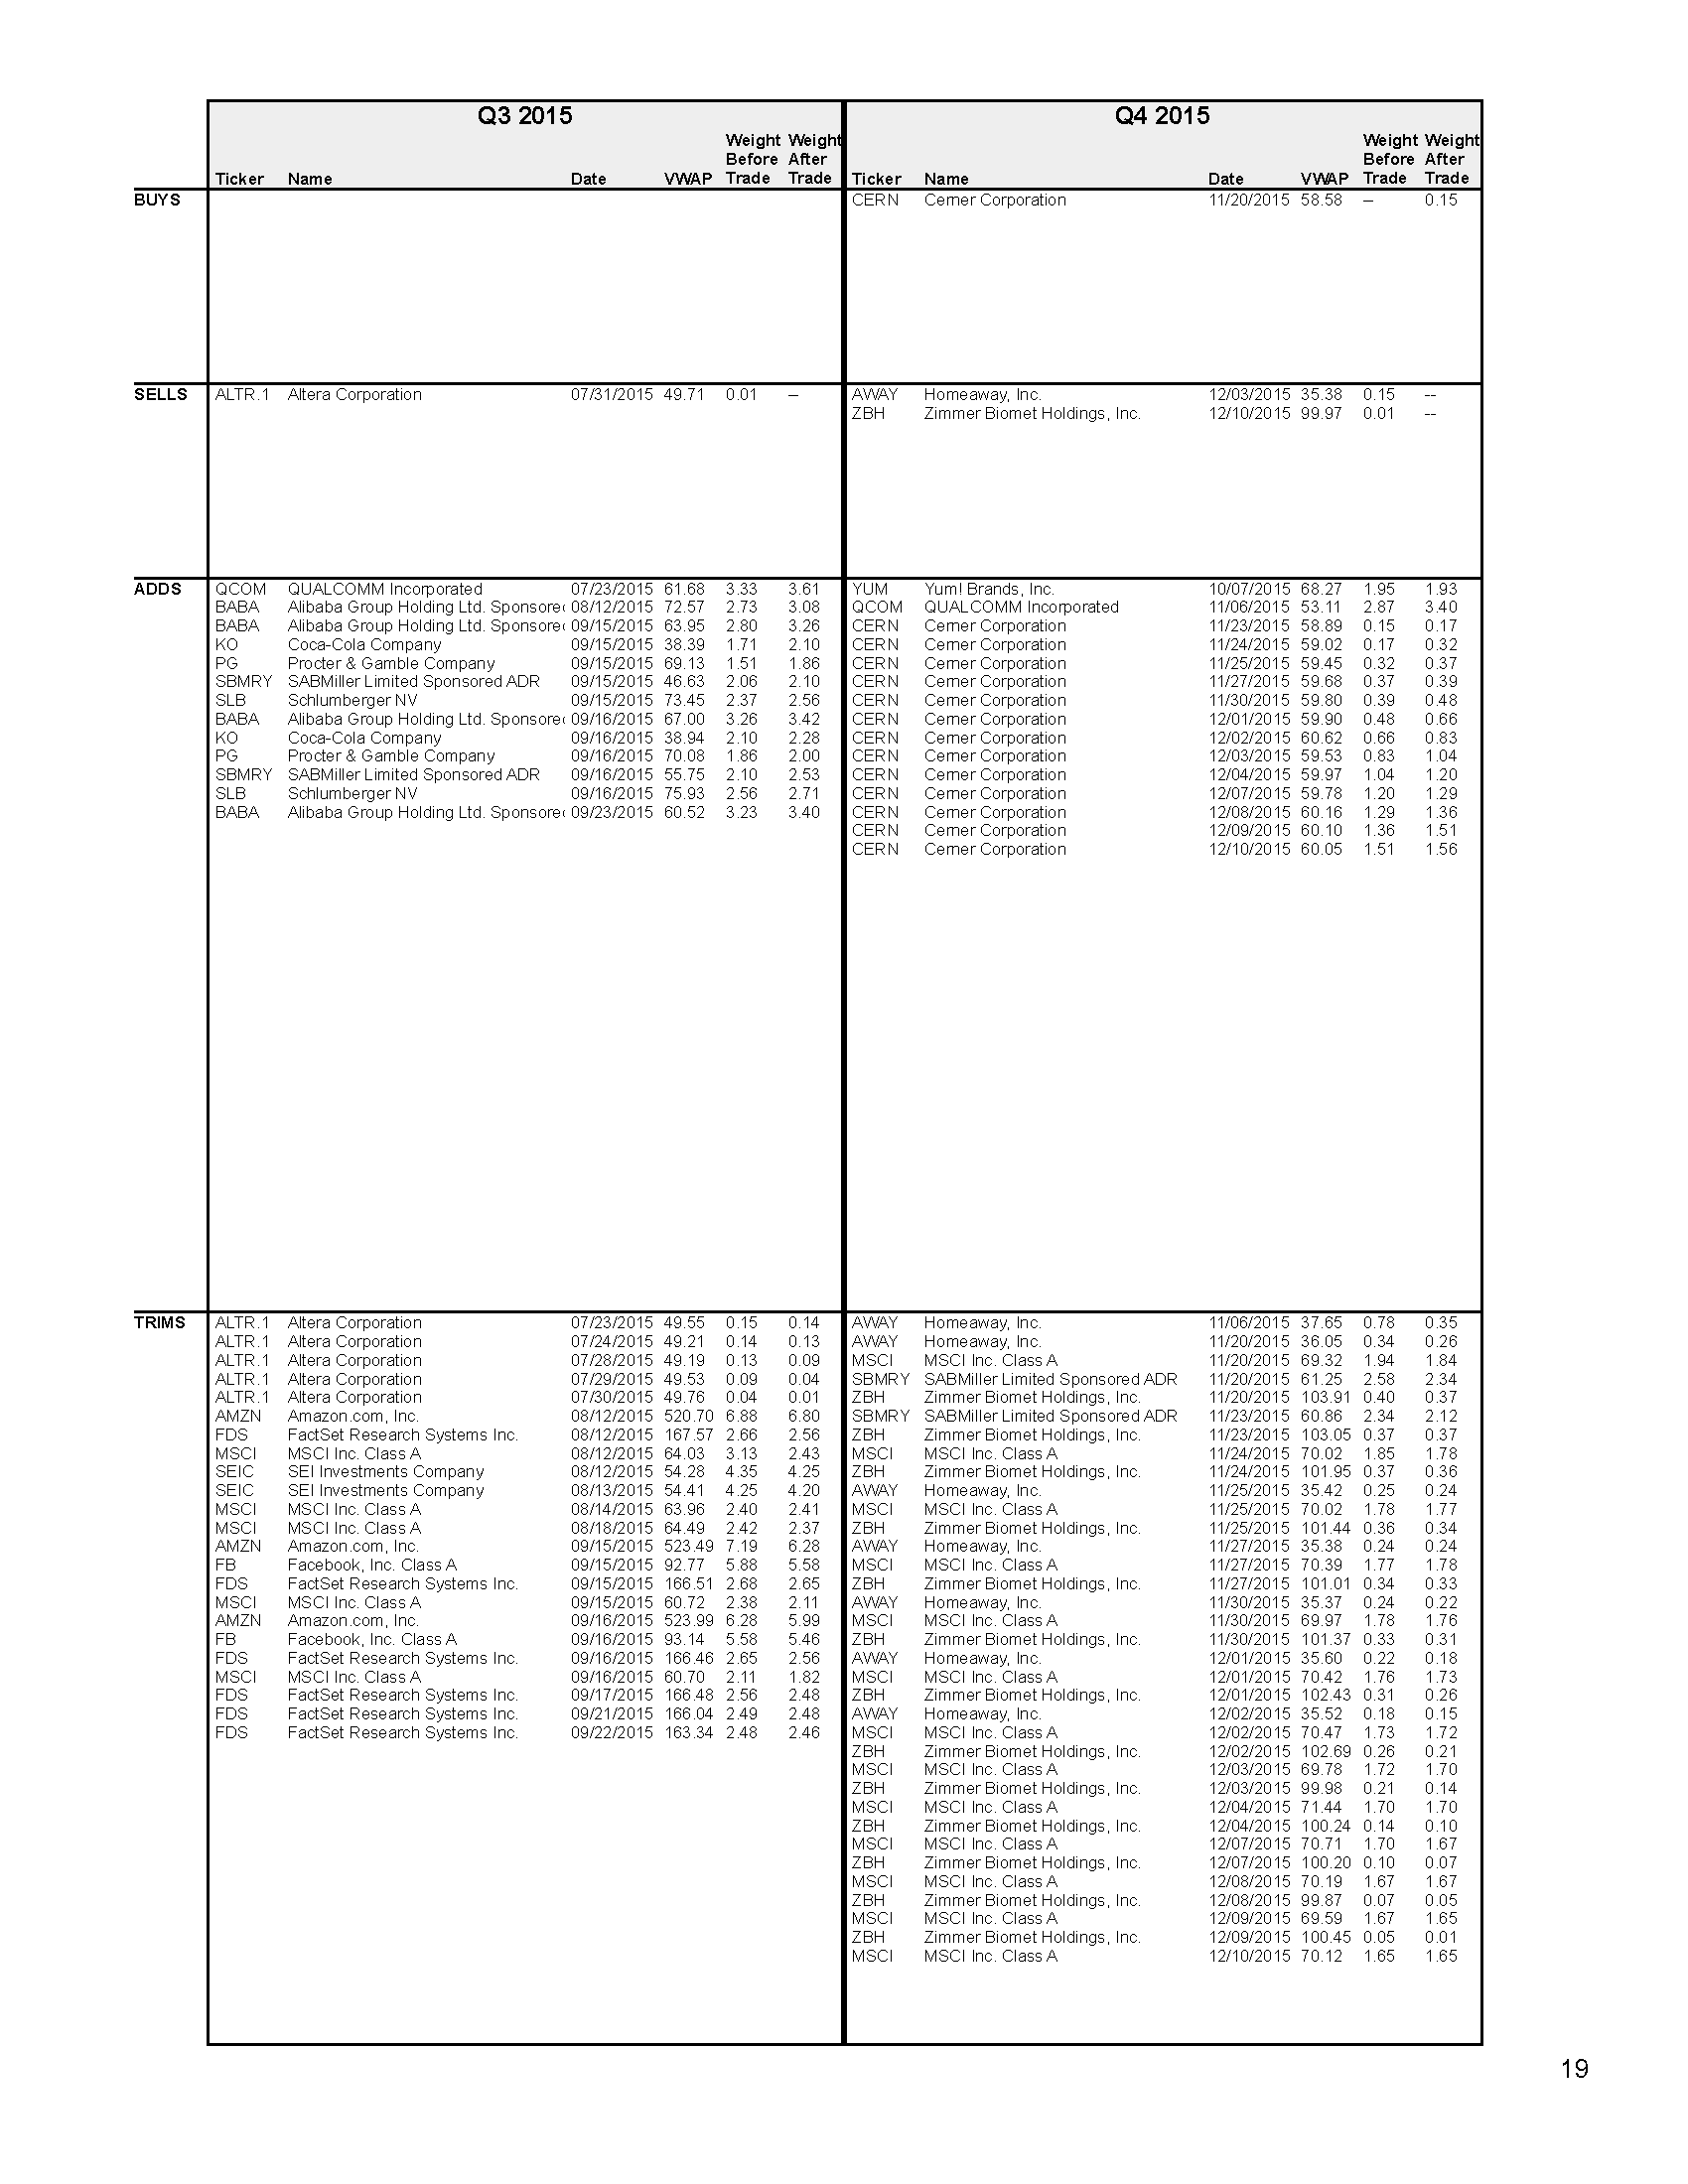 Q3 2015
Q4 2015
Weight Weight
Before After
Ticker Name Date VWAP Trade Trade
Weight Weight
Before After
Ticker Name Date VWAP Trade Trade
BUYS
CERN Cerner Corporation 11/20/2015 58.58 – 0.15
SELLS
ALTR.1 Altera Corporation 07/31/2015 49.71 0.01 –
AWAY Homeaway, Inc. 12/03/2015 35.38 0.15 --
ZBH Zimmer Biomet Holdings, Inc. 12/10/2015 99.97 0.01 --
ADDS
QCOM QUALCOMM Incorporated 07/23/2015 61.68 3.33 3.61
BABA Alibaba Group Holding Ltd. Sponsore 08/12/2015 72.57 2.73 3.08
BABA Alibaba Group Holding Ltd. Sponsore 09/15/2015 63.95 2.80 3.26
KO Coca-Cola Company 09/15/2015 38.39 1.71 2.10
PG Procter & Gamble Company 09/15/2015 69.13 1.51 1.86
SBMRY SABMiller Limited Sponsored ADR 09/15/2015 46.63 2.06 2.10
SLB Schlumberger NV 09/15/2015 73.45 2.37 2.56
BABA Alibaba Group Holding Ltd. Sponsore 09/16/2015 67.00 3.26 3.42
KO Coca-Cola Company 09/16/2015 38.94 2.10 2.28
PG Procter & Gamble Company 09/16/2015 70.08 1.86 2.00
SBMRY SABMiller Limited Sponsored ADR 09/16/2015 55.75 2.10 2.53
SLB Schlumberger NV 09/16/2015 75.93 2.56 2.71
BABA Alibaba Group Holding Ltd. Sponsore 09/23/2015 60.52 3.23 3.40
YUM Yum! Brands, Inc. 10/07/2015 68.27 1.95 1.93
QCOM QUALCOMM Incorporated 11/06/2015 53.11 2.87 3.40
CERN Cerner Corporation 11/23/2015 58.89 0.15 0.17
CERN Cerner Corporation 11/24/2015 59.02 0.17 0.32
CERN Cerner Corporation 11/25/2015 59.45 0.32 0.37
CERN Cerner Corporation 11/27/2015 59.68 0.37 0.39
CERN Cerner Corporation 11/30/2015 59.80 0.39 0.48
CERN Cerner Corporation 12/01/2015 59.90 0.48 0.66
CERN Cerner Corporation 12/02/2015 60.62 0.66 0.83
CERN Cerner Corporation 12/03/2015 59.53 0.83 1.04
CERN Cerner Corporation 12/04/2015 59.97 1.04 1.20
CERN Cerner Corporation 12/07/2015 59.78 1.20 1.29
CERN Cerner Corporation 12/08/2015 60.16 1.29 1.36
CERN Cerner Corporation 12/09/2015 60.10 1.36 1.51
CERN Cerner Corporation 12/10/2015 60.05 1.51 1.56
TRIMS
ALTR.1 Altera Corporation 07/23/2015 49.55 0.15 0.14
ALTR.1 Altera Corporation 07/24/2015 49.21 0.14 0.13
ALTR.1 Altera Corporation 07/28/2015 49.19 0.13 0.09
ALTR.1 Altera Corporation 07/29/2015 49.53 0.09 0.04
ALTR.1 Altera Corporation 07/30/2015 49.76 0.04 0.01
AMZN Amazon.com, Inc. 08/12/2015 520.70 6.88 6.80
FDS FactSet Research Systems Inc. 08/12/2015 167.57 2.66 2.56
MSCI MSCI Inc. Class A 08/12/2015 64.03 3.13 2.43
SEIC SEI Investments Company 08/12/2015 54.28 4.35 4.25
SEIC SEI Investments Company 08/13/2015 54.41 4.25 4.20
MSCI MSCI Inc. Class A 08/14/2015 63.96 2.40 2.41
MSCI MSCI Inc. Class A 08/18/2015 64.49 2.42 2.37
AMZN Amazon.com, Inc. 09/15/2015 523.49 7.19 6.28
FB Facebook, Inc. Class A 09/15/2015 92.77 5.88 5.58
FDS FactSet Research Systems Inc. 09/15/2015 166.51 2.68 2.65
MSCI MSCI Inc. Class A 09/15/2015 60.72 2.38 2.11
AMZN Amazon.com, Inc. 09/16/2015 523.99 6.28 5.99
FB Facebook, Inc. Class A 09/16/2015 93.14 5.58 5.46
FDS FactSet Research Systems Inc. 09/16/2015 166.46 2.65 2.56
MSCI MSCI Inc. Class A 09/16/2015 60.70 2.11 1.82
FDS FactSet Research Systems Inc. 09/17/2015 166.48 2.56 2.48
FDS FactSet Research Systems Inc. 09/21/2015 166.04 2.49 2.48
FDS FactSet Research Systems Inc. 09/22/2015 163.34 2.48 2.46
AWAY Homeaway, Inc. 11/06/2015 37.65 0.78 0.35
AWAY Homeaway, Inc. 11/20/2015 36.05 0.34 0.26
MSCI MSCI Inc. Class A 11/20/2015 69.32 1.94 1.84
SBMRY SABMiller Limited Sponsored ADR 11/20/2015 61.25 2.58 2.34
ZBH Zimmer Biomet Holdings, Inc. 11/20/2015 103.91 0.40 0.37
SBMRY SABMiller Limited Sponsored ADR 11/23/2015 60.86 2.34 2.12
ZBH Zimmer Biomet Holdings, Inc. 11/23/2015 103.05 0.37 0.37
MSCI MSCI Inc. Class A 11/24/2015 70.02 1.85 1.78
ZBH Zimmer Biomet Holdings, Inc. 11/24/2015 101.95 0.37 0.36
AWAY Homeaway, Inc. 11/25/2015 35.42 0.25 0.24
MSCI MSCI Inc. Class A 11/25/2015 70.02 1.78 1.77
ZBH Zimmer Biomet Holdings, Inc. 11/25/2015 101.44 0.36 0.34
AWAY Homeaway, Inc. 11/27/2015 35.38 0.24 0.24
MSCI MSCI Inc. Class A 11/27/2015 70.39 1.77 1.78
ZBH Zimmer Biomet Holdings, Inc. 11/27/2015 101.01 0.34 0.33
AWAY Homeaway, Inc. 11/30/2015 35.37 0.24 0.22
MSCI MSCI Inc. Class A 11/30/2015 69.97 1.78 1.76
ZBH Zimmer Biomet Holdings, Inc. 11/30/2015 101.37 0.33 0.31
AWAY Homeaway, Inc. 12/01/2015 35.60 0.22 0.18
MSCI MSCI Inc. Class A 12/01/2015 70.42 1.76 1.73
ZBH Zimmer Biomet Holdings, Inc. 12/01/2015 102.43 0.31 0.26
AWAY Homeaway, Inc. 12/02/2015 35.52 0.18 0.15
MSCI MSCI Inc. Class A 12/02/2015 70.47 1.73 1.72
ZBH Zimmer Biomet Holdings, Inc. 12/02/2015 102.69 0.26 0.21
MSCI MSCI Inc. Class A 12/03/2015 69.78 1.72 1.70
ZBH Zimmer Biomet Holdings, Inc. 12/03/2015 99.98 0.21 0.14
MSCI MSCI Inc. Class A 12/04/2015 71.44 1.70 1.70
ZBH Zimmer Biomet Holdings, Inc. 12/04/2015 100.24 0.14 0.10
MSCI MSCI Inc. Class A 12/07/2015 70.71 1.70 1.67
ZBH Zimmer Biomet Holdings, Inc. 12/07/2015 100.20 0.10 0.07
MSCI MSCI Inc. Class A 12/08/2015 70.19 1.67 1.67
ZBH Zimmer Biomet Holdings, Inc. 12/08/2015 99.87 0.07 0.05
MSCI MSCI Inc. Class A 12/09/2015 69.59 1.67 1.65
ZBH Zimmer Biomet Holdings, Inc. 12/09/2015 100.45 0.05 0.01
MSCI MSCI Inc. Class A 12/10/2015 70.12 1.65 1.65
19